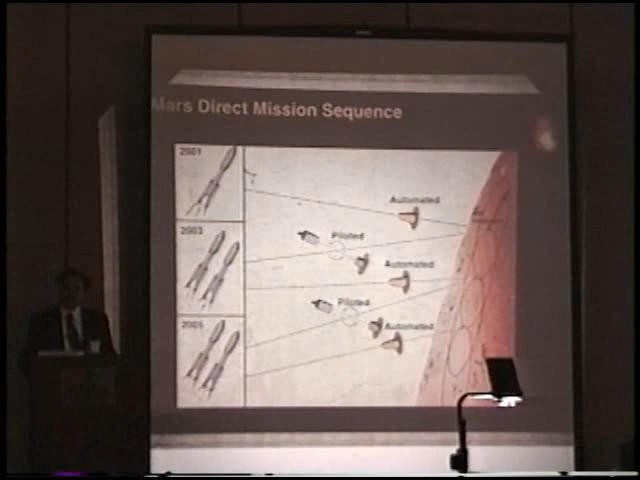 Mars Direct Mission Sequence
2001
Automated
2003
Piloted
Automated
Piloted
2005
Automated